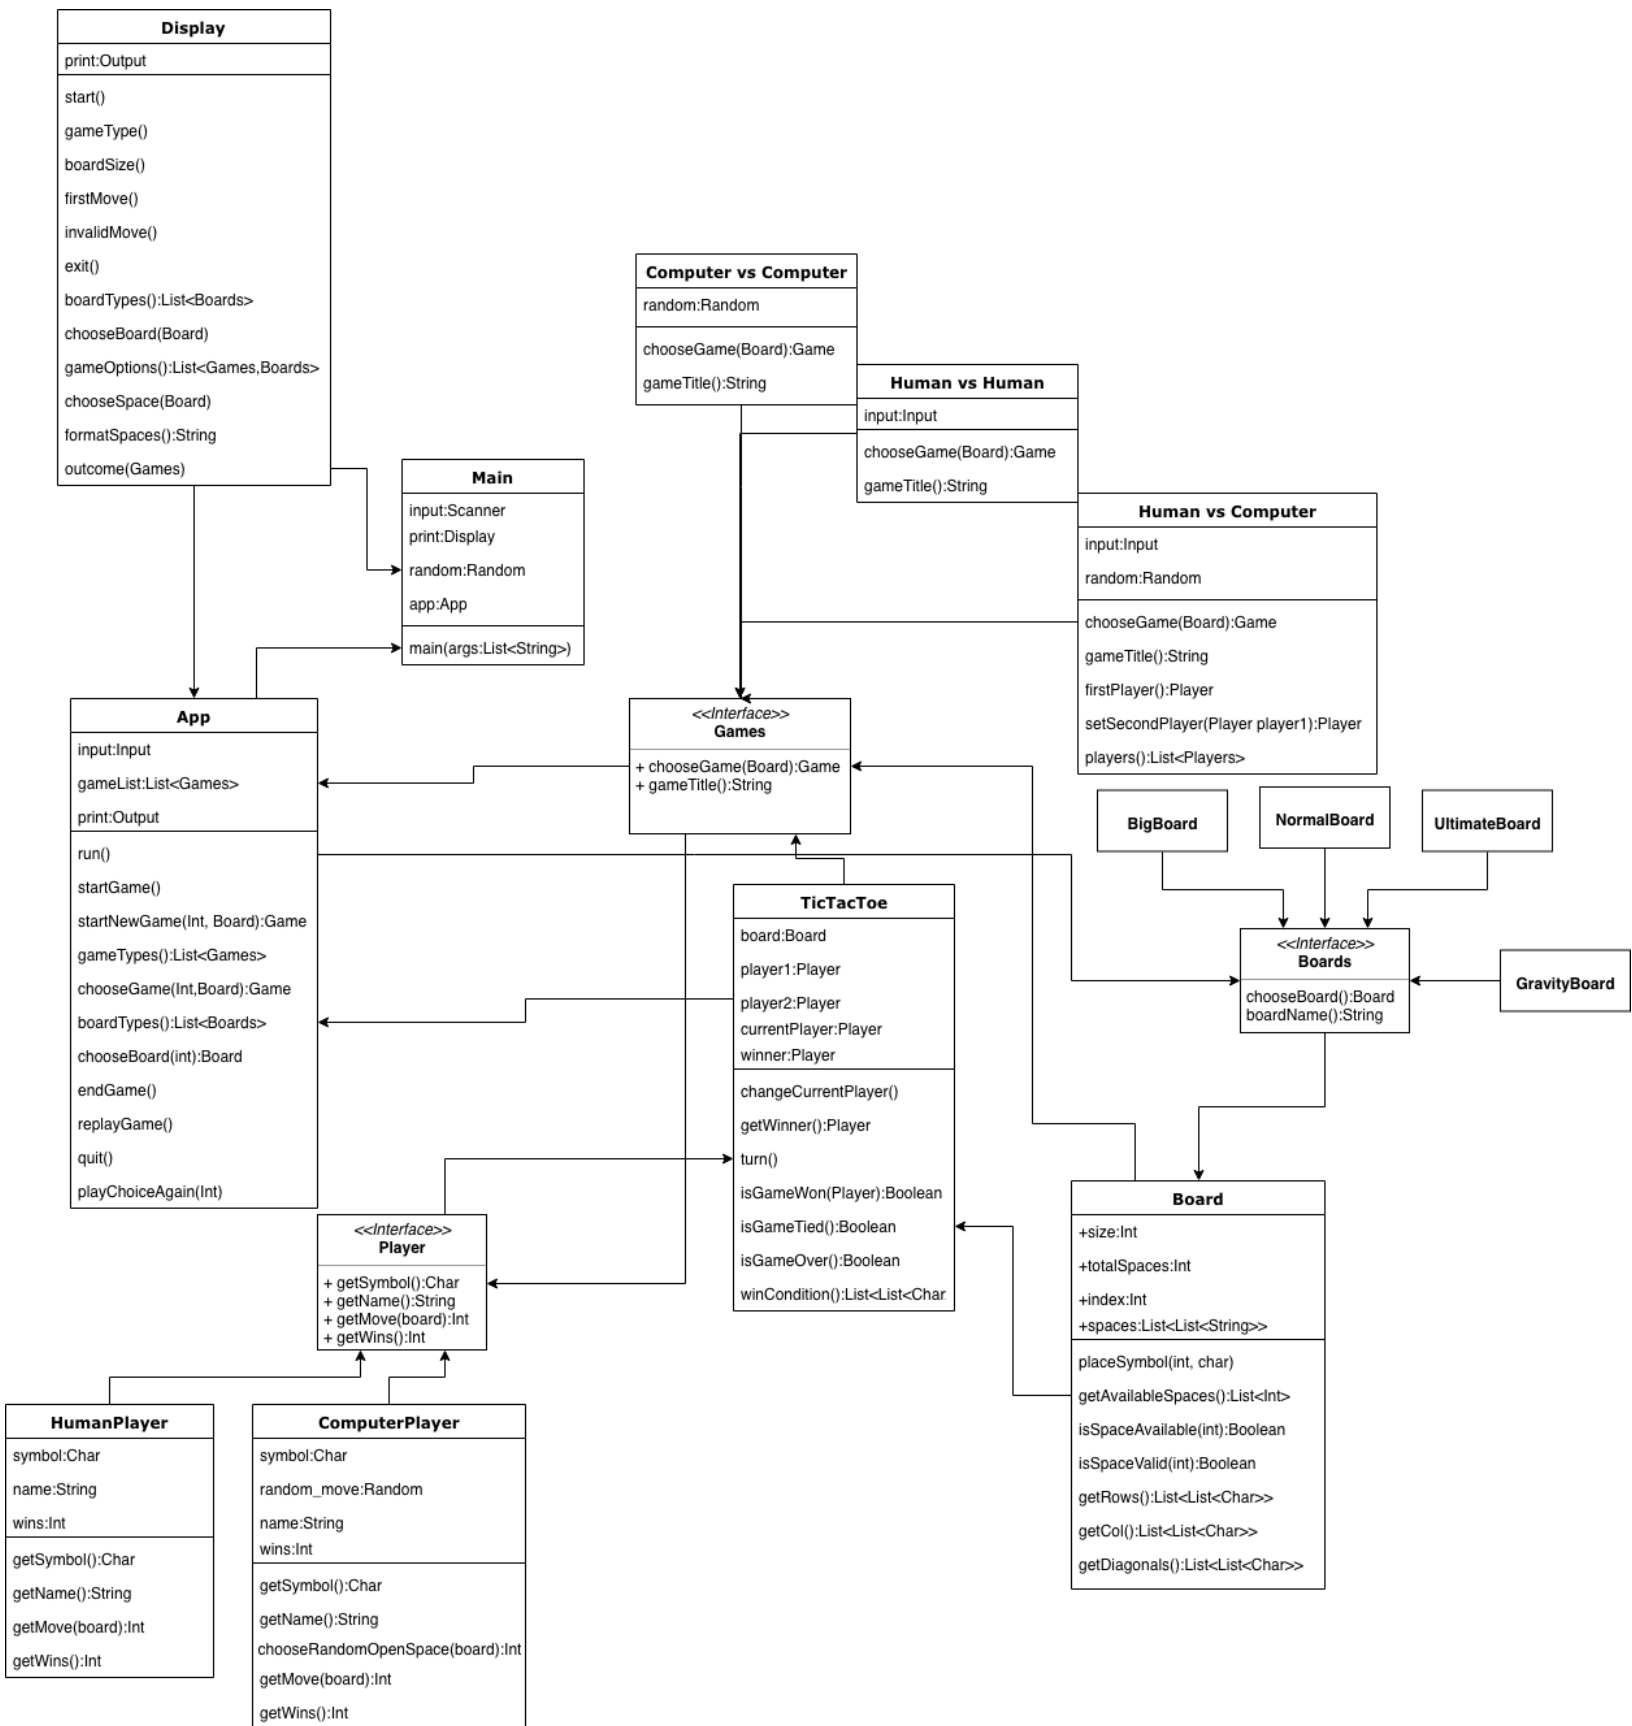 Display
print:Output
start()
gameType()
boardSize()
firstMove()
invalidMove()
exit()
boardTypes():List<Boards>
chooseBoard(Board)
gameOptions():List<Games,Boards>
chooseSpace(Board)
formatSpaces():String
outcome(Games)
Main
input:Scanner
print:Display
random:Random
app:App
main(args:List<String>)
Computer vs Computer
random:Random
chooseGame(Board):Game
gameTitle():String
Human vs Human
input:Input
chooseGame(Board):Game
gameTitle():String
Human vs Computer
input:Input
random:Random
chooseGame(Board):Game
gameTitle():String
firstPlayer():Player
setSecondPlayer(Player player1):Player
players():List<Players>
App
input:Input
gameList:List<Games>
print:Output
run()
startGame()
startNewGame(Int, Board):Game
gameTypes():List<Games>
chooseGame(Int,Board):Game
boardTypes():List<Boards>
chooseBoard(int):Board
endGame()
replayGame()
quit()
playChoiceAgain(Int)
<<Interface>>
Games
+ chooseGame(Board):Game
+ gameTitle():String
BigBoard
NormalBoard
UltimateBoard
<<Interface>>
Boards
chooseBoard():Board
boardName():String
GravityBoard
TicTacToe
board:Board
player1:Player
player2:Player
currentPlayer:Player
winner:Player
changeCurrentPlayer()
getWinner():Player
turn()
isGameWon(Player):Boolean
isGameTied():Boolean
isGameOver():Boolean
winCondition():List<List<Char
Board
+size:Int
+totalSpaces:Int
+index:Int
+spaces:List<List<String>>
placeSymbol(int, char)
getAvailableSpaces():List<Int>
isSpaceAvailable(int):Boolean
isSpaceValid(int):Boolean
getRows():List<List<Char>>
getCol():List<List<Char>>
getDiagonals():List<List<Char>>
<<Interface>>
Player
+ getSymbol():Char
+ getName():String
+ getMove(board):Int
+ getWins():Int
HumanPlayer
symbol:Char
name:String
wins:Int
getSymbol():Char
getName():String
getMove(board):Int
getWins():Int
ComputerPlayer
symbol:Char
random_move:Random
name:String
wins:Int
getSymbol():Char
getName():String
chooseRandomOpenSpace(board):Int
getMove(board):Int
getWins():Int